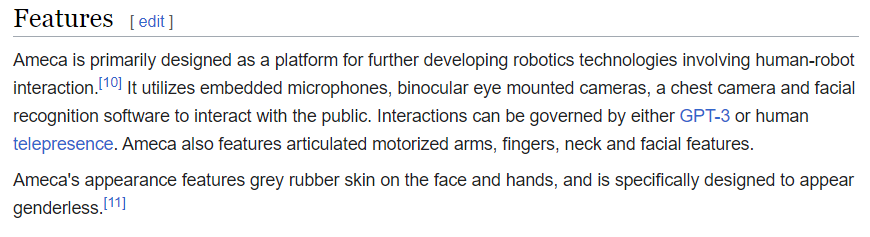 Features [ edit ]
Ameca is primarily designed as a platform for further developing robotics technologies involving human-robot
interaction.[10] It utilizes embedded microphones, binocular eye mounted cameras, a chest camera and facial
recognition software to interact with the public. Interactions can be governed by either GPT-3 or human
telepresence. Ameca also features articulated motorized arms, fingers, neck and facial features.
Ameca's appearance features grey rubber skin on the face and hands, and is specifically designed to appear
genderless.[11]